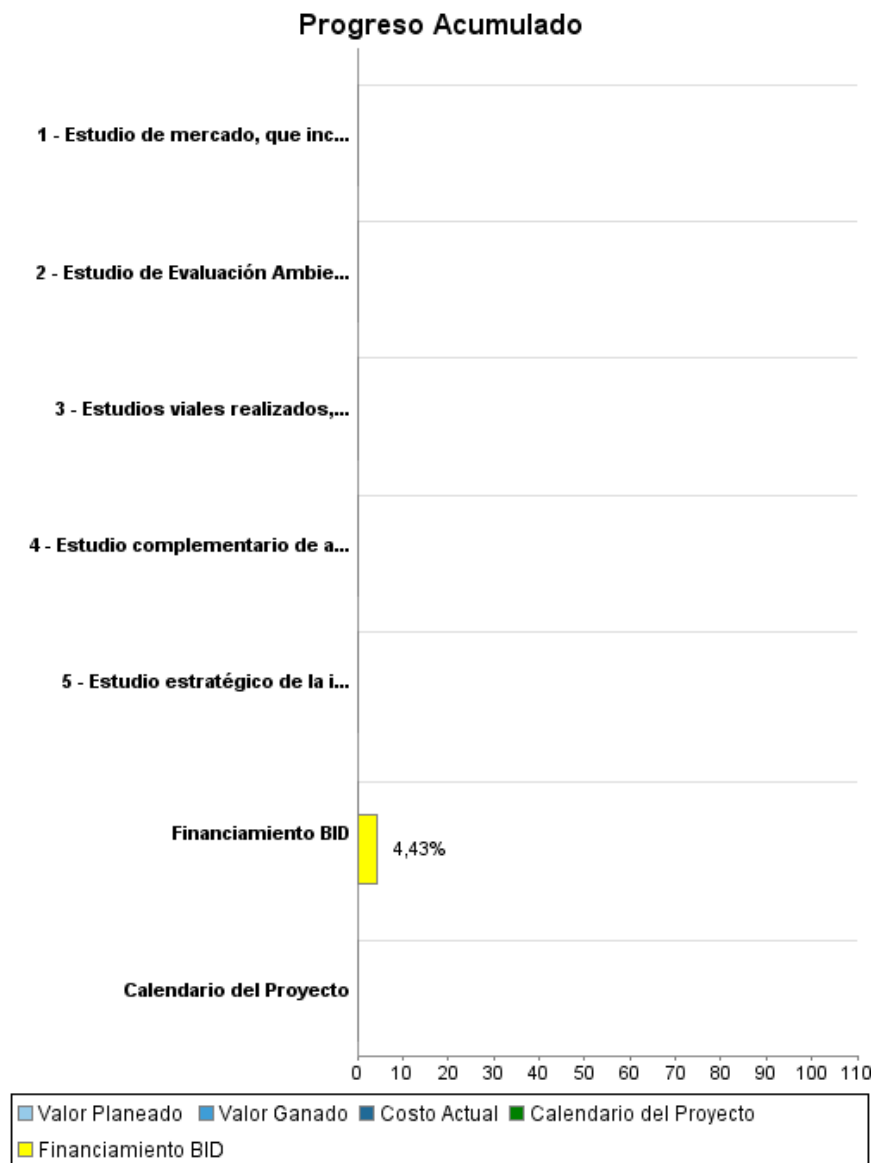 Progreso Acumulado
1 - Estudio de mercado, que inc...
2 - Estudio de Evaluación Ambie...
3 - Estudios viales realizados,...
4 - Estudio complementario de a...
5 - Estudio estratégico de la i...
Financiamiento BID
4,43%
Calendario del Proyecto
0 10 20 30 40 50 60 70 80 90 100 110
Valor Planeado Valor Ganado Costo Actual Calendario del Proyecto
Financiamiento BID